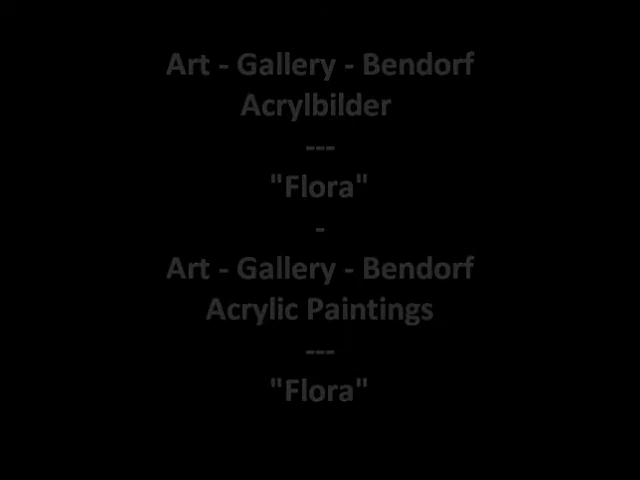 Art - Gallery - Bendorf
Acrylbilder
---
"Flora"
-
Art - Gallery - Bendorf
Acrylic Paintings
---
"Flora"